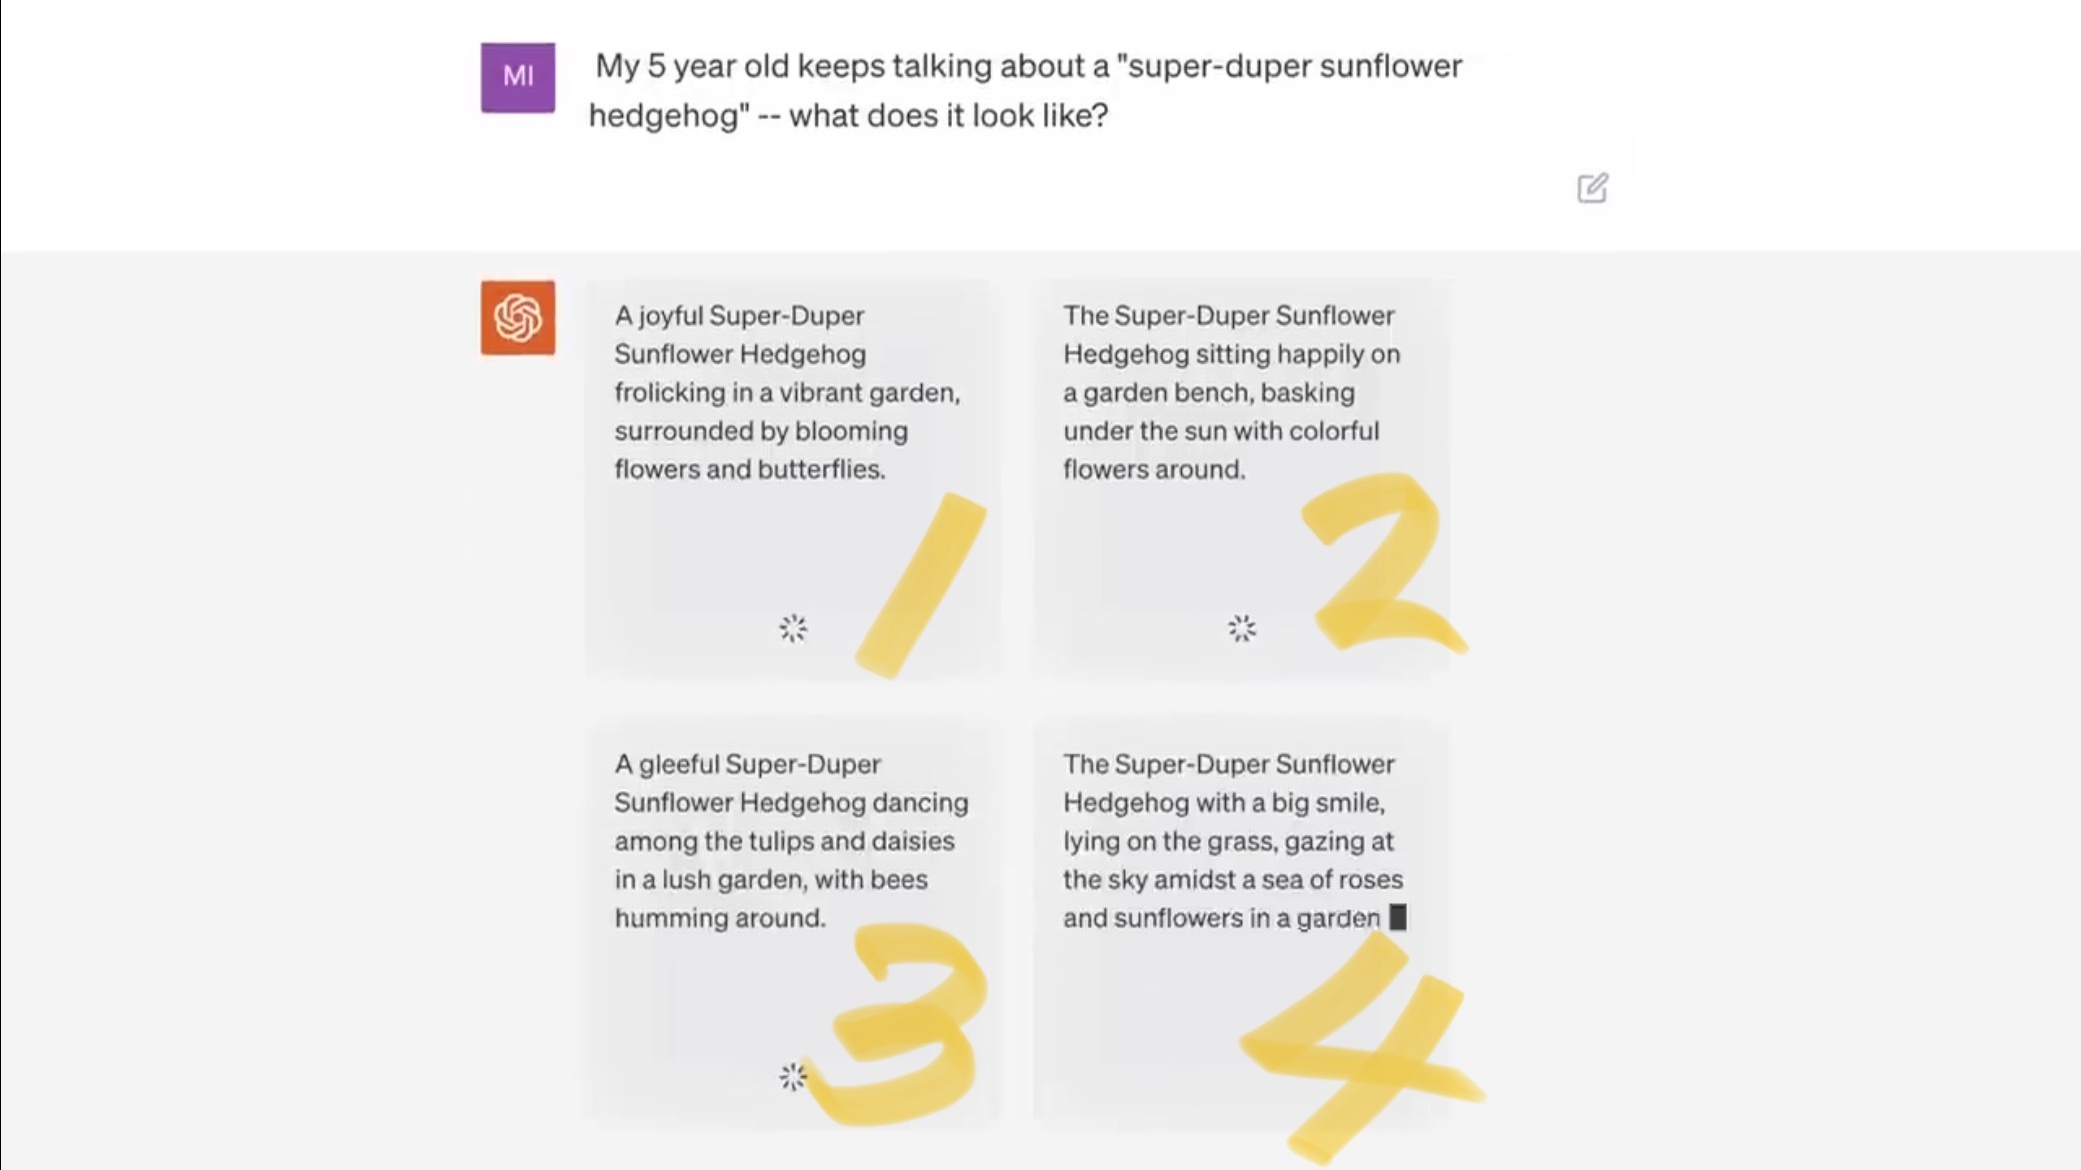 MI
My 5 year old keeps talking about a "super-duper sunflower
hedgehog" -- what does it look like?
A joyful Super-Duper
Sunflower Hedgehog
frolicking in a vibrant garden,
surrounded by blooming
flowers and butterflies.
1
The Super-Duper Sunflower
Hedgehog sitting happily on
a garden bench, basking
under the sun with colorful
flowers around.
2
A gleeful Super-Duper
Sunflower Hedgehog dancing
among the tulips and daisies
in a lush garden, with bees
humming around.
3
The Super-Duper Sunflower
Hedgehog with a big smile,
lying on the grass, gazing at
the sky amidst a sea of roses
and sunflowers in a garden
4